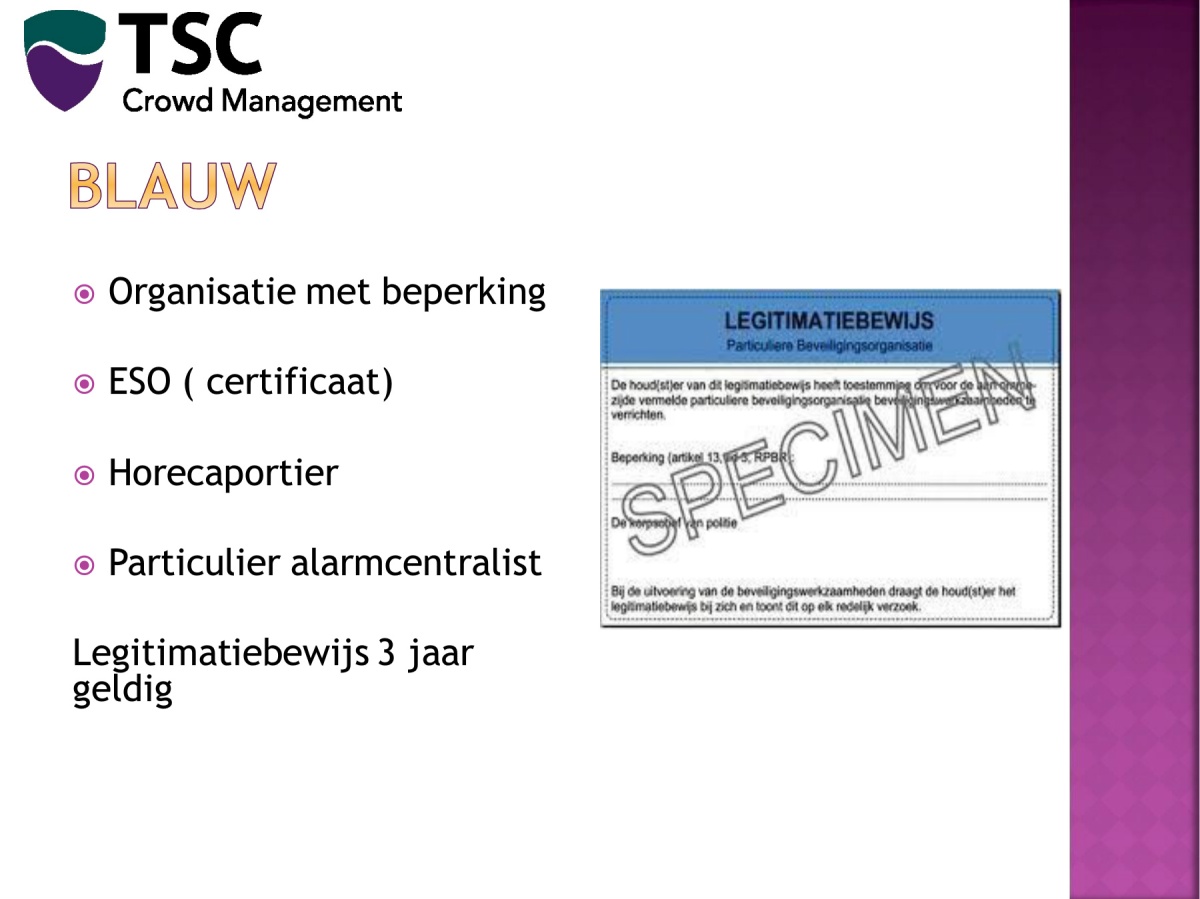 TSC
Crowd Management
BLAUW
Organisatie met beperking
ESO ( certificaat)
Horecaportier
Particulier alarmcentralist
Legitimatiebewijs 3 jaar
geldig
LEGITIMATIEBEWIJS
Particuliere Beveiligingsorganisatie
De houd(st)er van dit legitimatiebewijs heeft toestemming om voor de aan omme-
zijde vermelde particuliere beveiligingsorganisatie beveiligingswerkzaamheden te
verrichten.
Beperking (artikel 13, lid 3, RPBR):
De korpschef van politie
SPECIMEN
Bij de uitvoering van de beveiligingswerkzaamheden draagt de houd(st)er het
legitimatiebewijs bij zich en toont dit op elk redelijk verzoek.